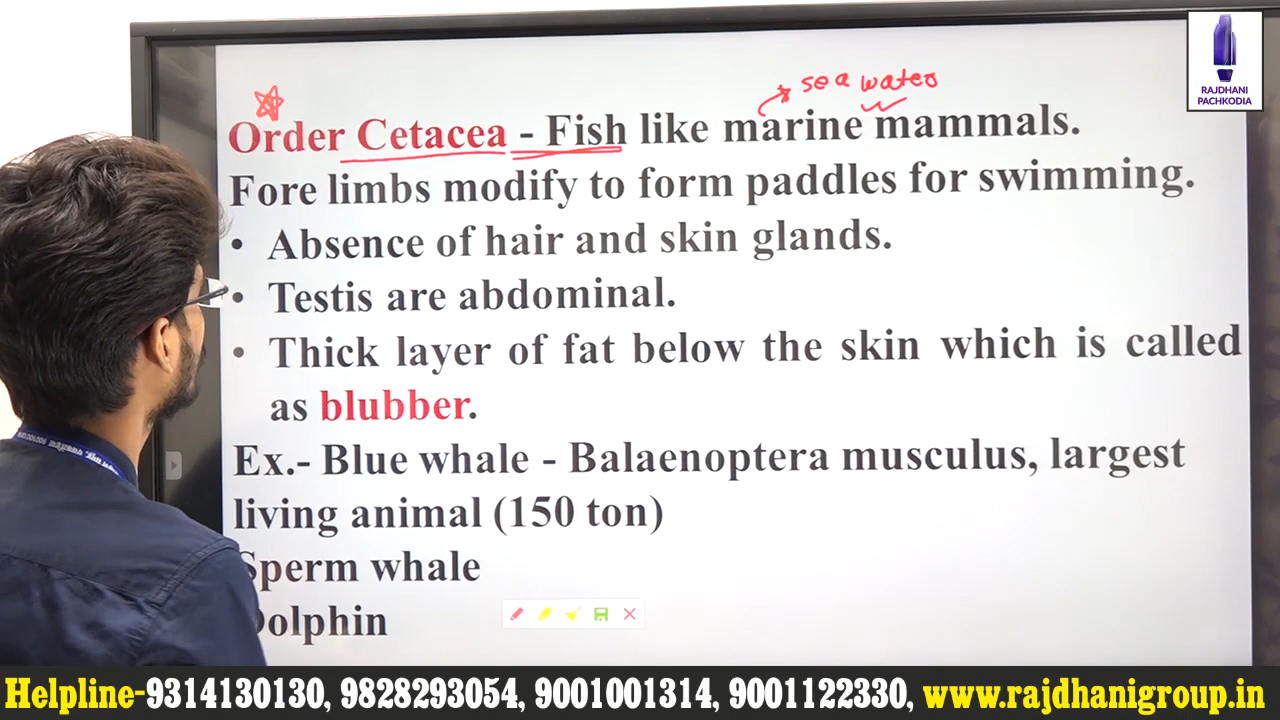 sea water
Order Cetacea - Fish like marine mammals.
Fore limbs modify to form paddles for swimming.
• Absence of hair and skin glands.
• Testis are abdominal.
• Thick layer of fat below the skin which is called
as blubber.
Ex.- Blue whale - Balaenoptera musculus, largest
living animal (150 ton)
Sperm whale
Dolphin
RAJDHANI
PACHKODIA
Helpline-9314130130, 9828293054, 9001001314, 9001122330, www.rajdhanigroup.in